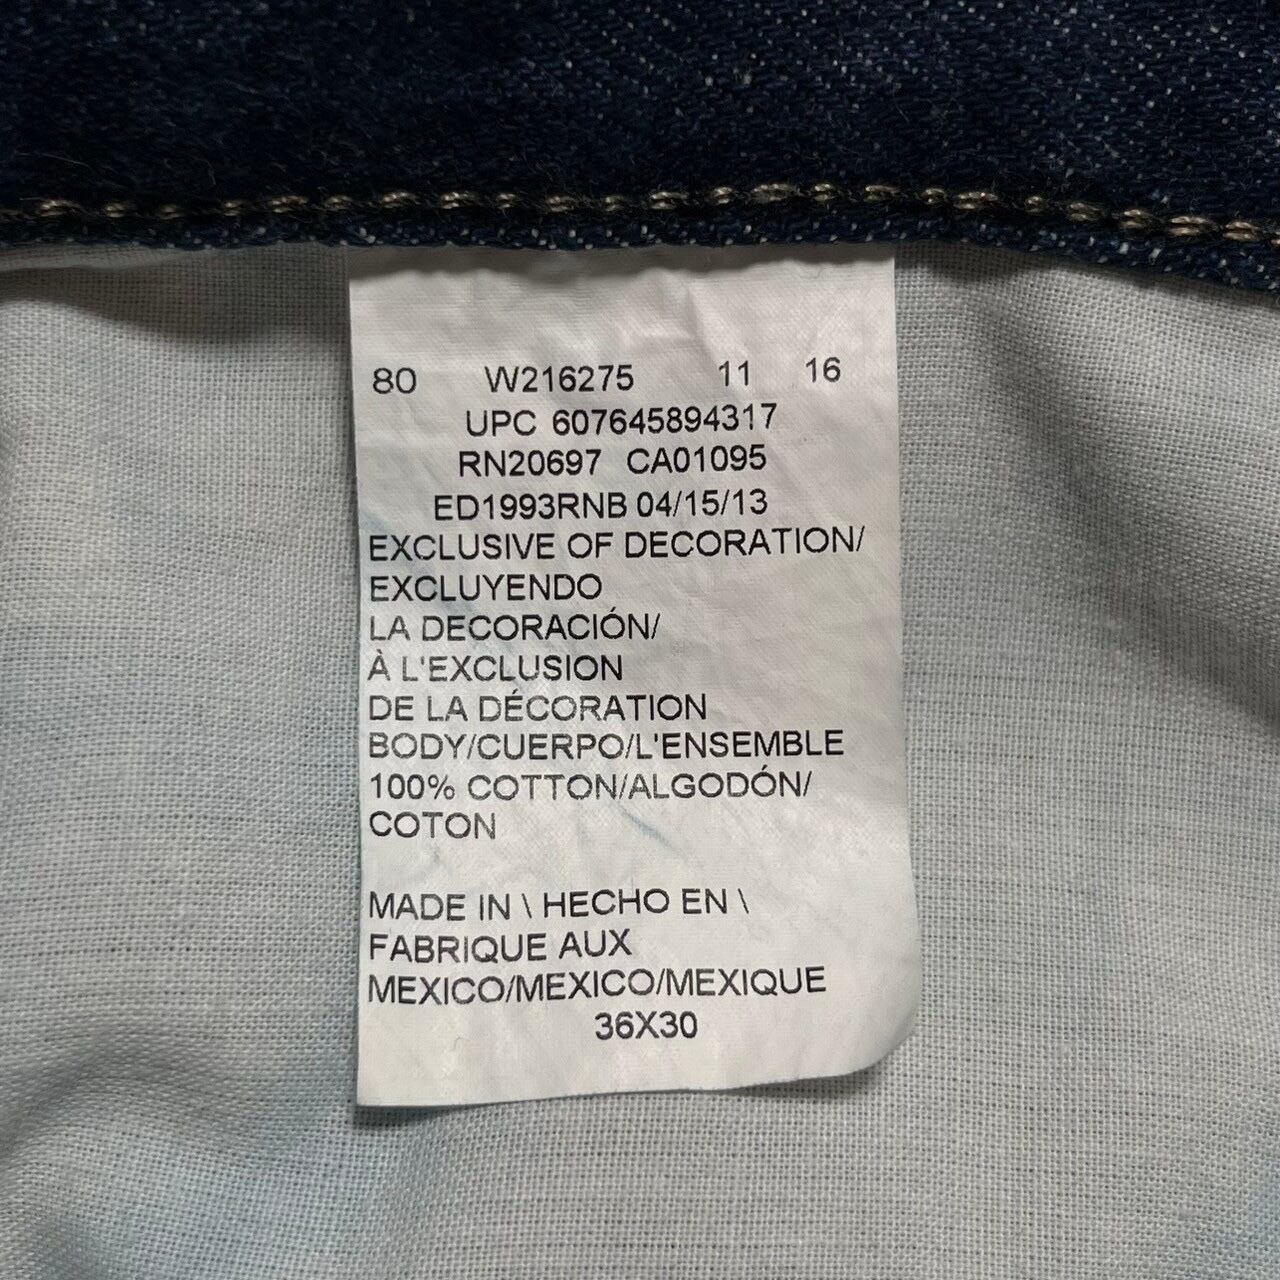 80 W216275 11 16
UPC 607645894317
RN20697 CA01095
ED1993RNB 04/15/13
EXCLUSIVE OF DECORATION/
EXCLUYENDO
LA DECORACIÓN/
À L'EXCLUSION
DE LA DÉCORATION
BODY/CUERPO/L'ENSEMBLE
100% COTTON/ALGODÓN/
COTON
MADE IN \ HECHO EN \
FABRIQUE AUX
MEXICO/MEXICO/MEXIQUE
36X30